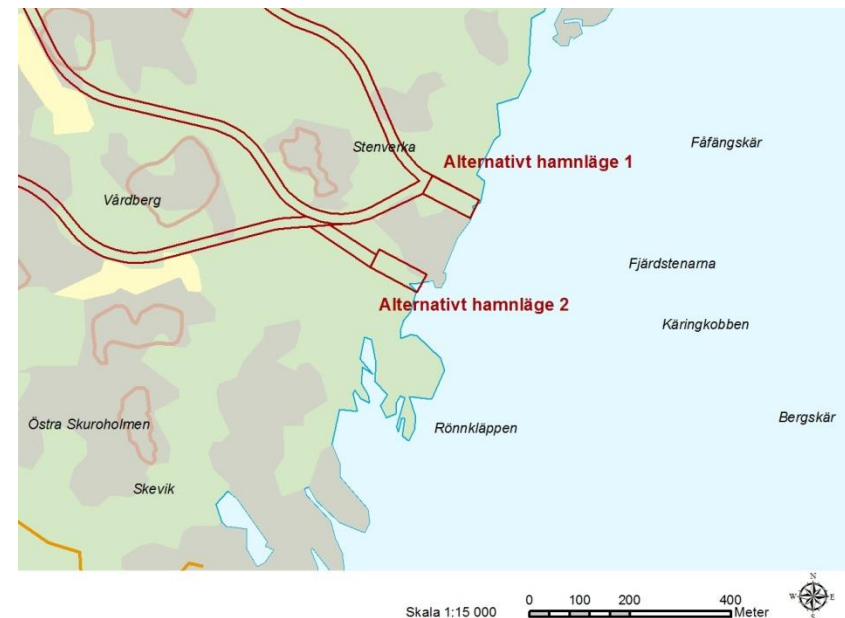 Fåfängskär
Stenverka
Alternativt hamnläge 1
Vårdberg
Fjärdstenarna
Alternativt hamnläge 2
Käringkobben
Bergskär
Östra Skuroholmen
Rönnkläppen
Skevik
N
W E
S
0 100 200 400
Skala 1:15 000 Meter